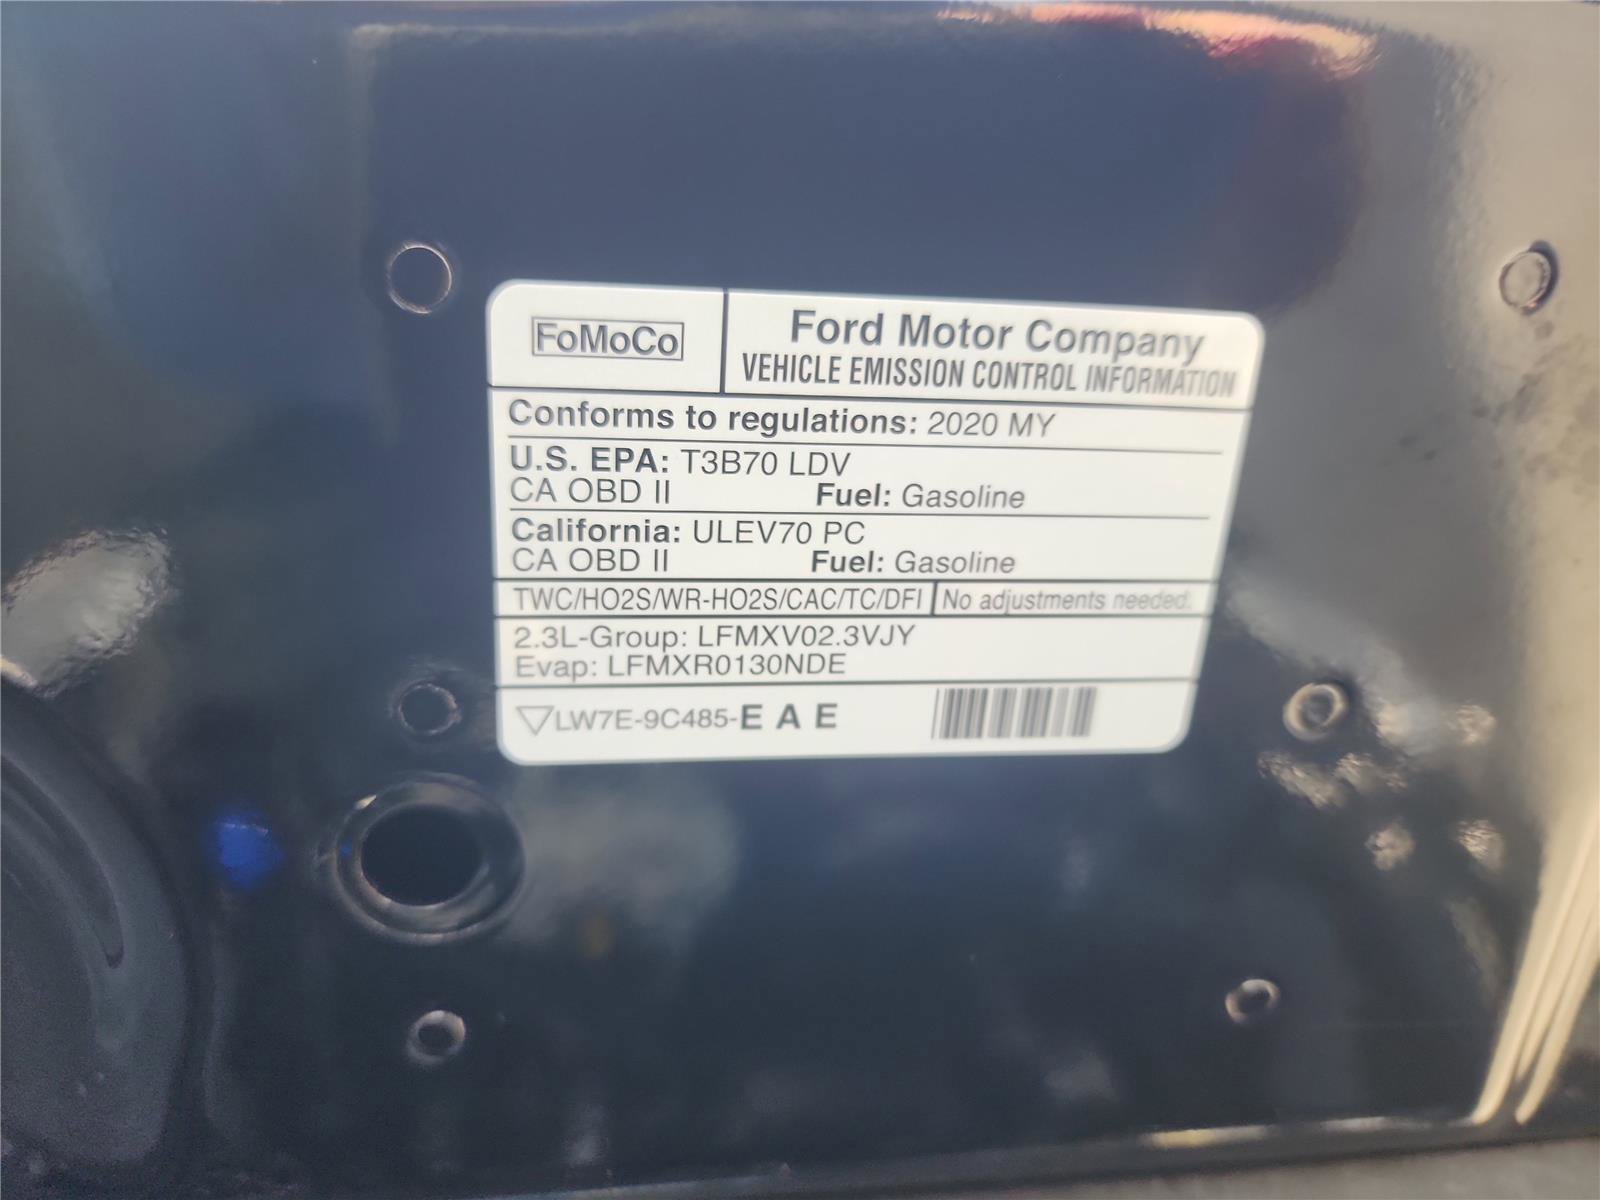 FoMoCo
Ford Motor Company
VEHICLE EMISSION CONTROL INFORMATION
Conforms to regulations: 2020 MY
U.S. EPA: T3B70 LDV
CA OBD II Fuel: Gasoline
California: ULEV70 PC
CA OBD II Fuel: Gasoline
TWC/HO2S/WR-HO2S/CAC/TC/DFI No adjustments needed.
2.3L-Group: LFMXV02.3VJY
Evap: LFMXR0130NDE
▽LW7E-9C485-E A E